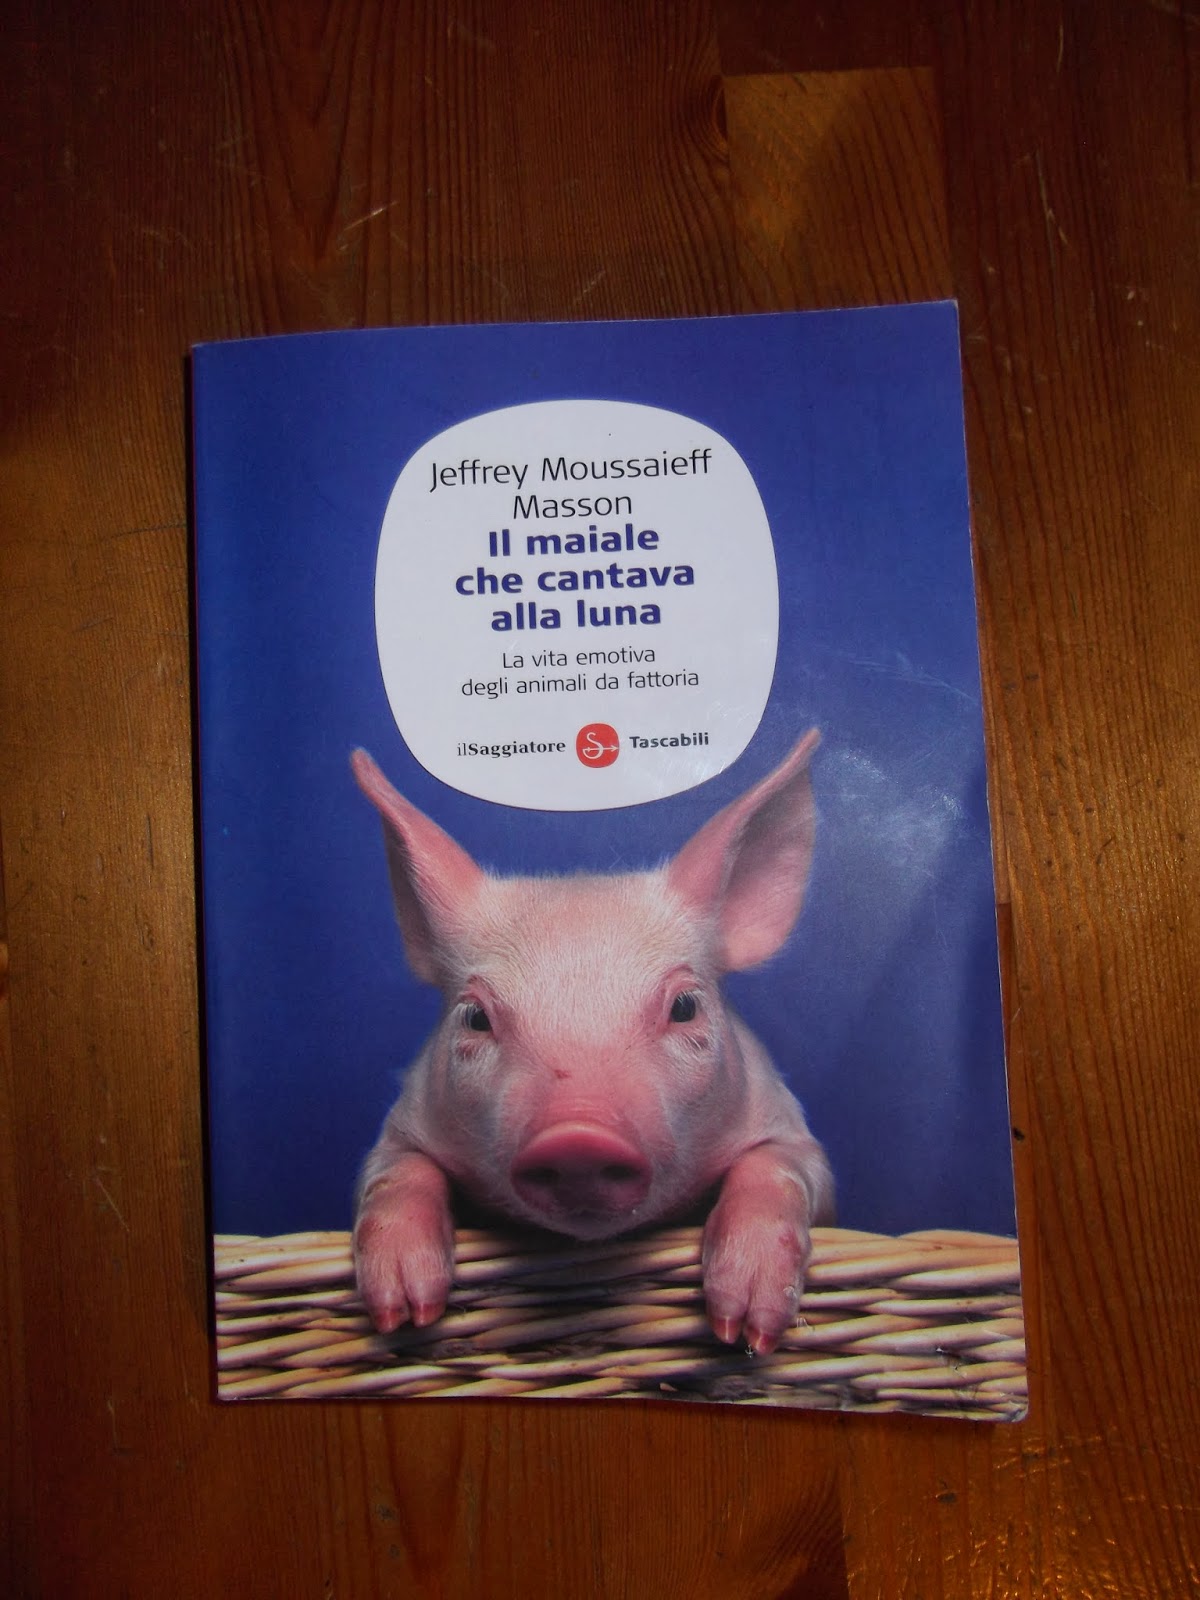 Jeffrey Moussaieff
Masson
Il maiale
che cantava
alla luna
La vita emotiva
degli animali da fattoria
ilSaggiatore S Tascabili